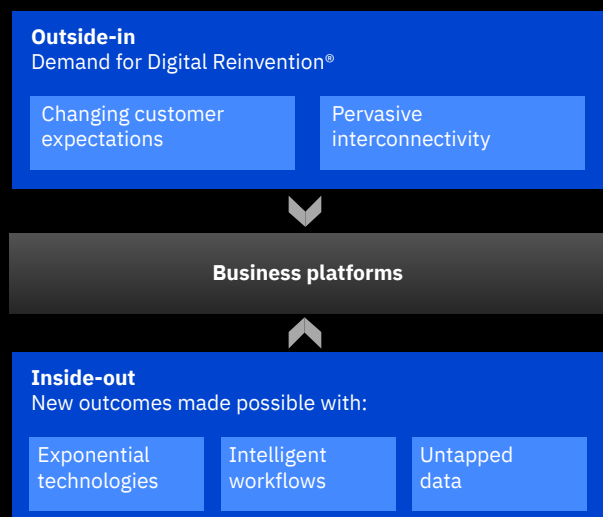 Outside-in
Demand for Digital Reinvention®
Changing customer
expectations
Pervasive
interconnectivity
Business platforms
Inside-out
New outcomes made possible with:
Exponential
technologies
Intelligent
workflows
Untapped
data